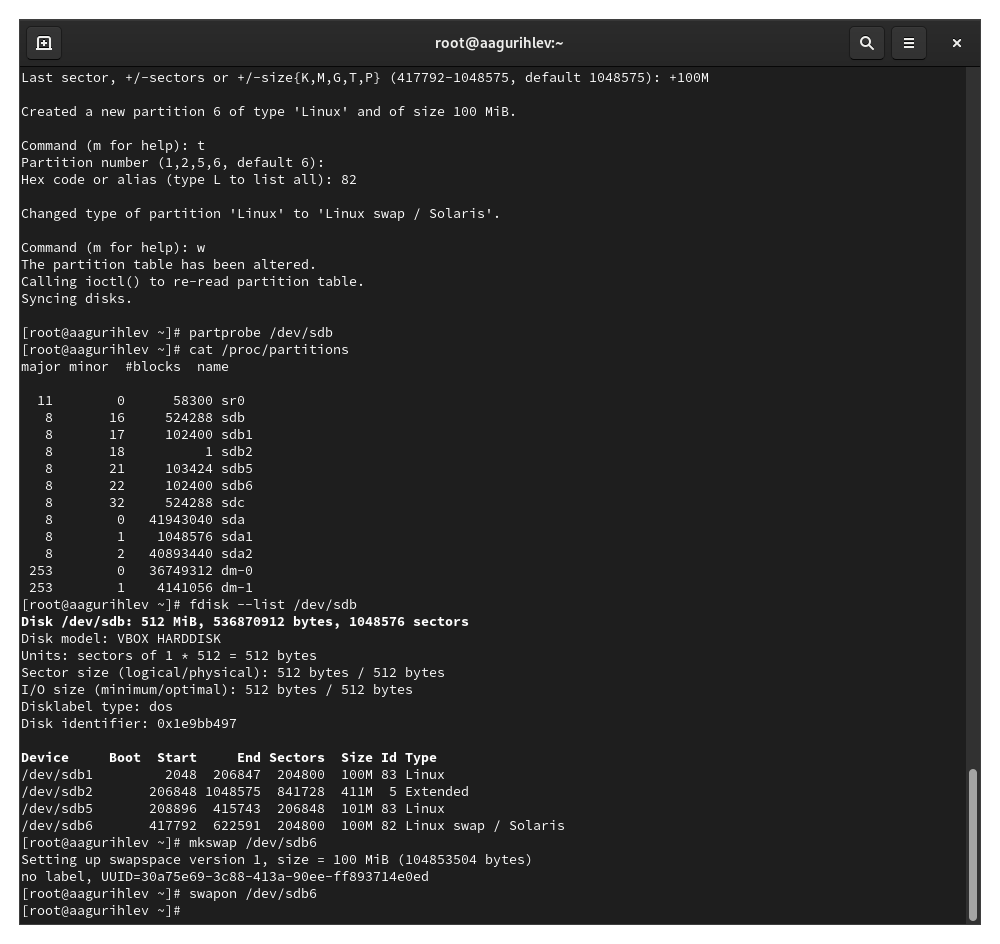 root@aagurihlev:~
Last sector, +/-sectors or +/-size{K,M,G,T,P} (417792-1048575, default 1048575): +100M
Created a new partition 6 of type 'Linux' and of size 100 MiB.
Command (m for help): t
Partition number (1,2,5,6, default 6):
Hex code or alias (type L to list all): 82
Changed type of partition 'Linux' to 'Linux swap / Solaris'.
Command (m for help): w
The partition table has been altered.
Calling ioctl() to re-read partition table.
Syncing disks.
[root@aagurihlev ~]# partprobe /dev/sdb
[root@aagurihlev ~]# cat /proc/partitions
major minor  #blocks  name
  11        0      58300 sr0
   8       16     524288 sdb
   8       17     102400 sdb1
   8       18          1 sdb2
   8       21     103424 sdb5
   8       22     102400 sdb6
   8       32     524288 sdc
   8        0   41943040 sda
   8        1    1048576 sda1
   8        2   40893440 sda2
 253        0   36749312 dm-0
 253        1    4141056 dm-1
[root@aagurihlev ~]# fdisk --list /dev/sdb
Disk /dev/sdb: 512 MiB, 536870912 bytes, 1048576 sectors
Disk model: VBOX HARDDISK
Units: sectors of 1 * 512 = 512 bytes
Sector size (logical/physical): 512 bytes / 512 bytes
I/O size (minimum/optimal): 512 bytes / 512 bytes
Disklabel type: dos
Disk identifier: 0x1e9bb497
Device     Boot  Start     End Sectors  Size Id Type
/dev/sdb1         2048  206847  204800  100M 83 Linux
/dev/sdb2       206848 1048575  841728  411M  5 Extended
/dev/sdb5       208896  415743  206848  101M 83 Linux
/dev/sdb6       417792  622591  204800  100M 82 Linux swap / Solaris
[root@aagurihlev ~]# mkswap /dev/sdb6
Setting up swapspace version 1, size = 100 MiB (104853504 bytes)
no label, UUID=30a75e69-3c88-413a-90ee-ff893714e0ed
[root@aagurihlev ~]# swapon /dev/sdb6
[root@aagurihlev ~]#